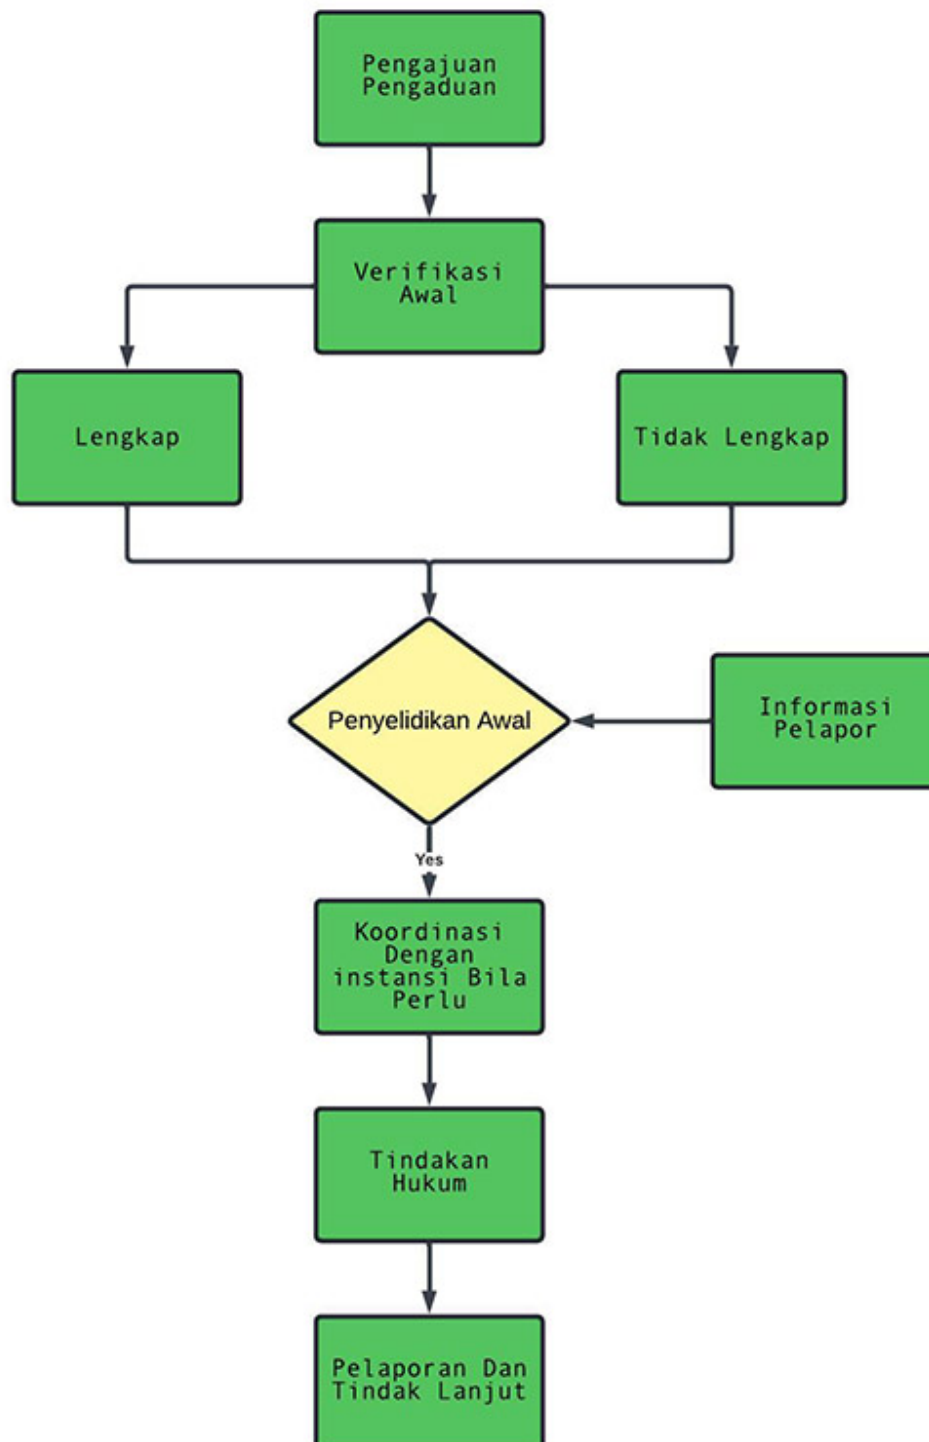 Pengajuan
Pengaduan
Verifikasi
Awal
Lengkap
Tidak Lengkap
Penyelidikan Awal
Informasi
Pelapor
Yes
Koordinasi
Dengan
instansi Bila
Perlu
Tindakan
Hukum
Pelaporan Dan
Tindak Lanjut